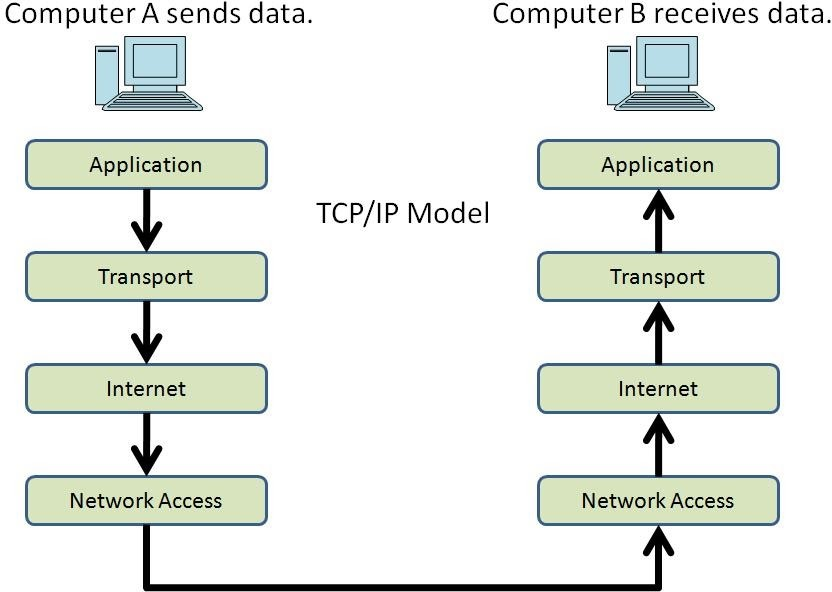 Computer A sends data.
Computer B receives data.
TCP/IP Model
Application
Transport
Internet
Network Access
Application
Transport
Internet
Network Access